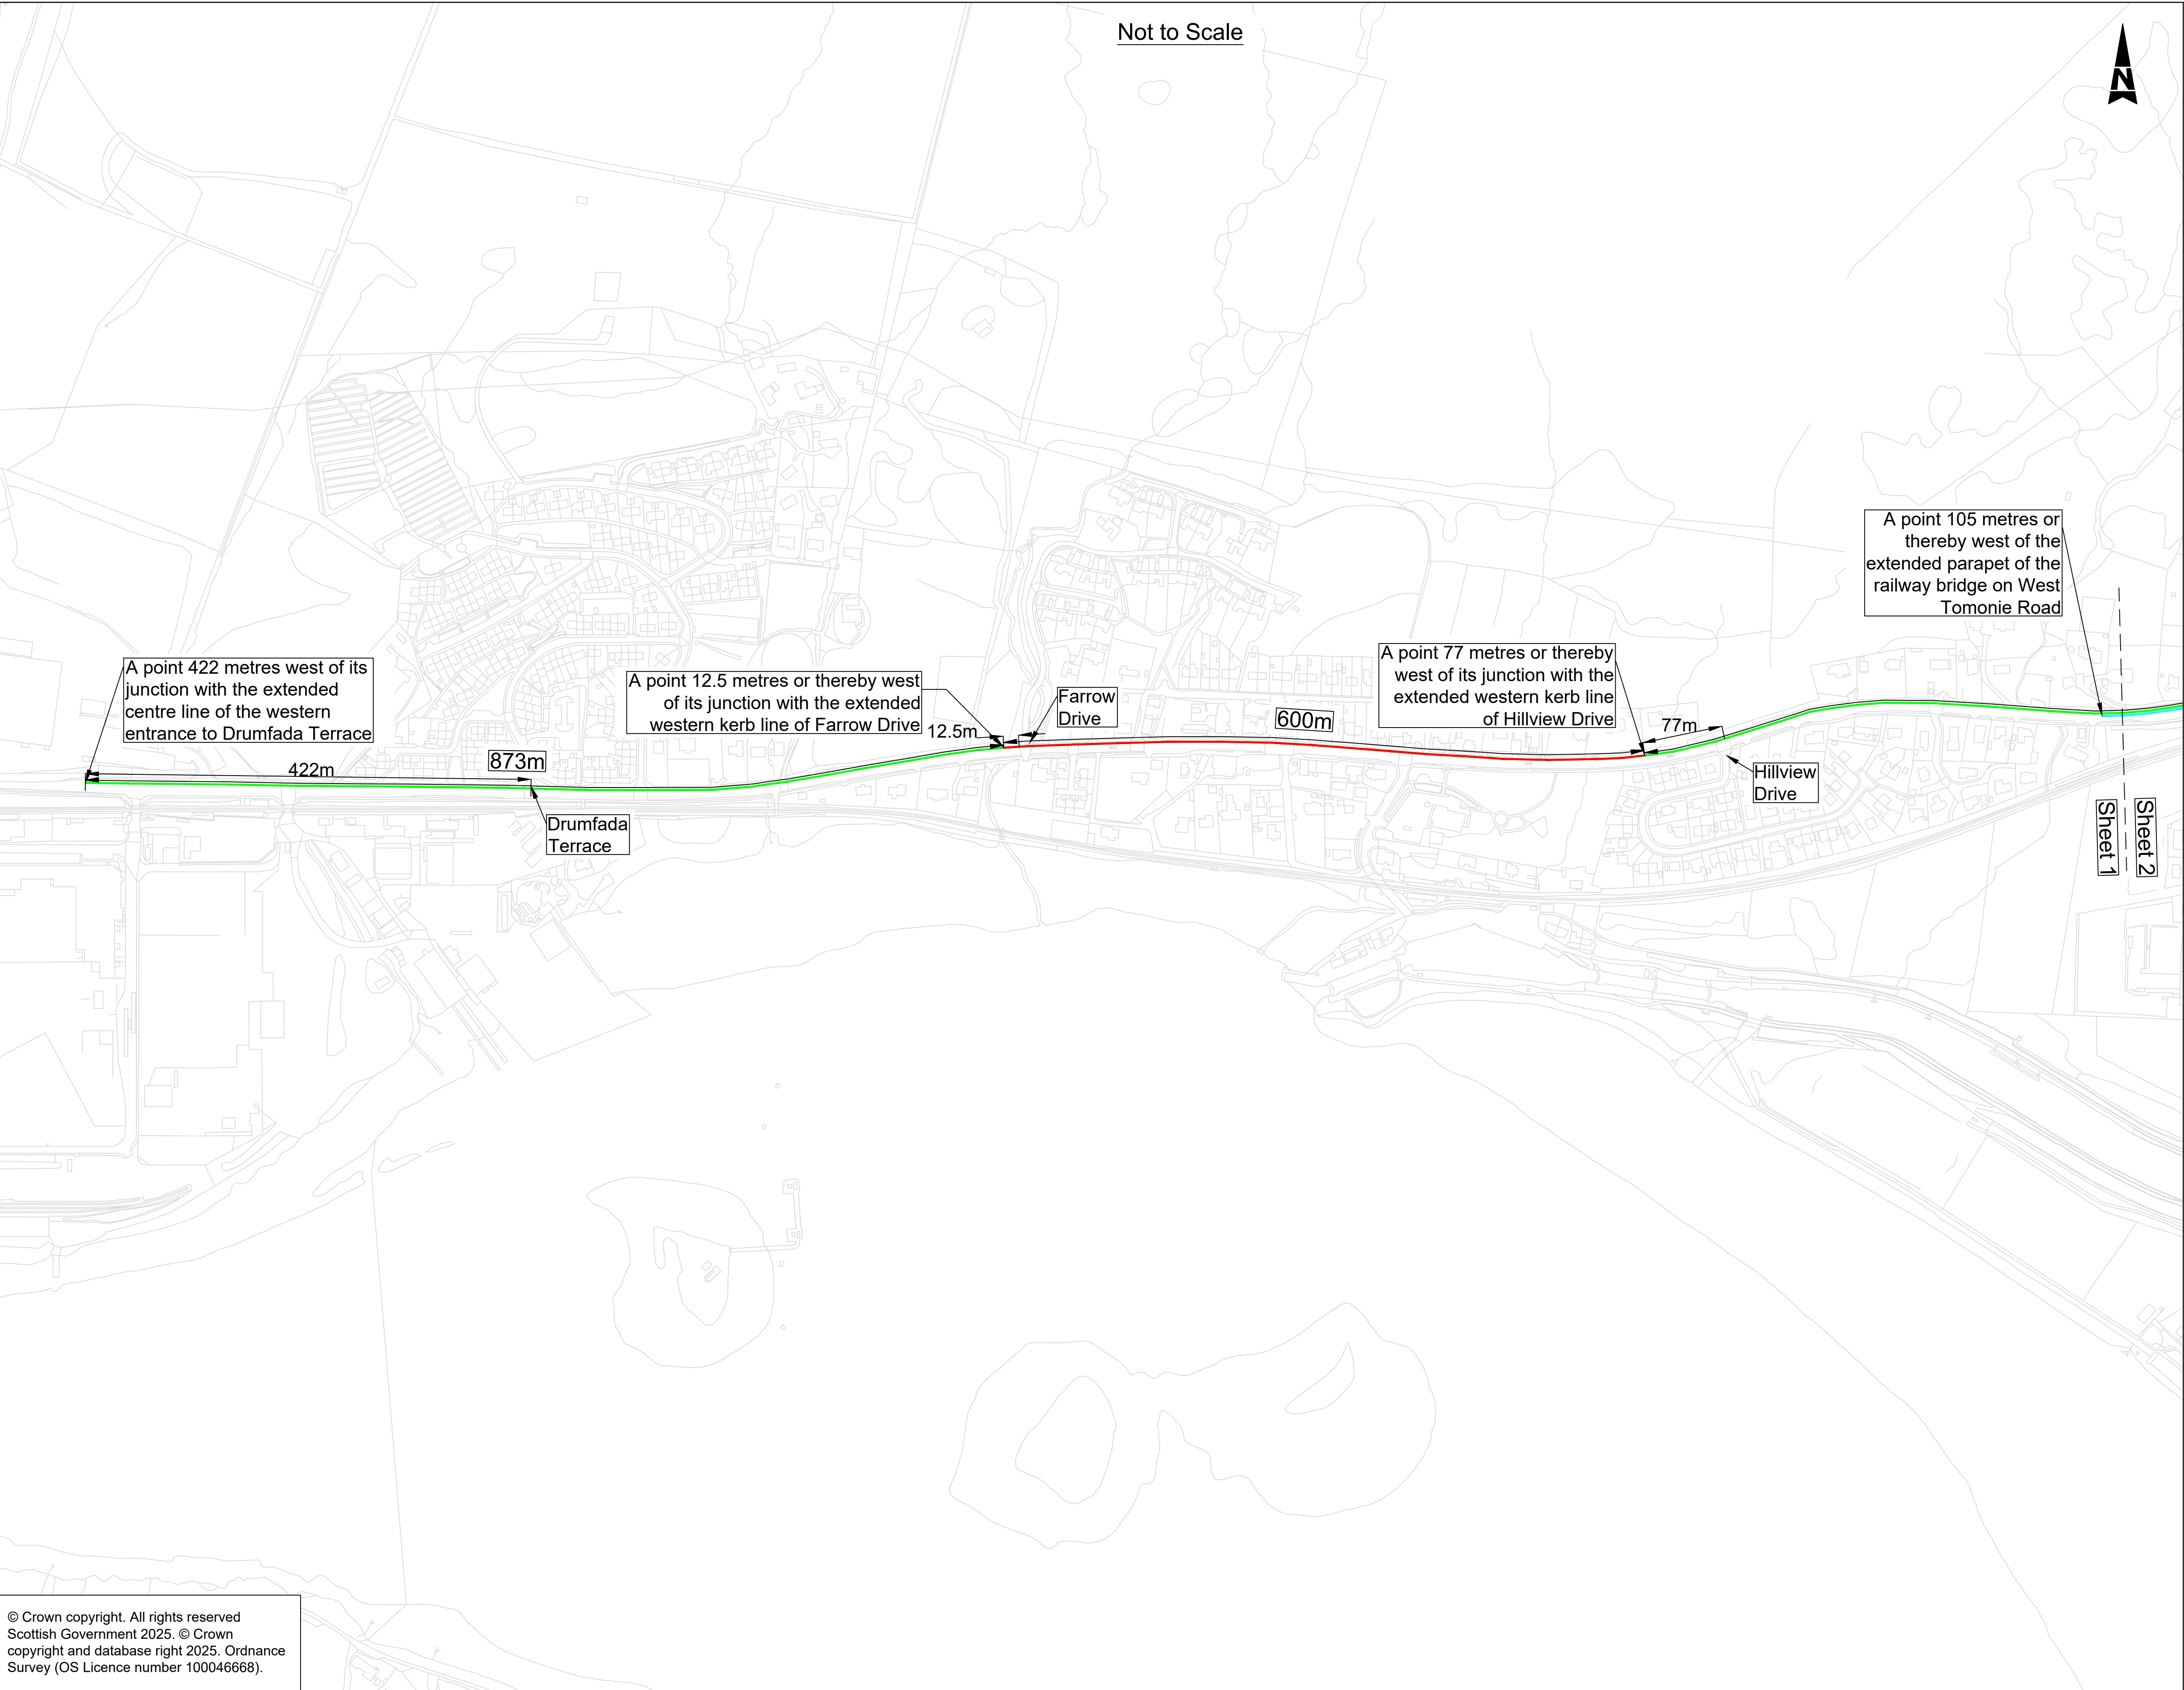 Not to Scale
N
A point 105 metres or
thereby west of the
extended parapet of the
railway bridge on West
Tomonie Road
A point 422 metres west of its
junction with the extended
centre line of the western
entrance to Drumfada Terrace
A point 12.5 metres or thereby west
of its junction with the extended
western kerb line of Farrow Drive
Farrow
Drive
A point 77 metres or thereby
west of its junction with the
extended western kerb line
of Hillview Drive
12.5m
600m
77m
873m
422m
Hillview
Drive
Drumfada
Terrace
Sheet 1
Sheet 2
© Crown copyright. All rights reserved
Scottish Government 2025. © Crown
copyright and database right 2025. Ordnance
Survey (OS Licence number 100046668).